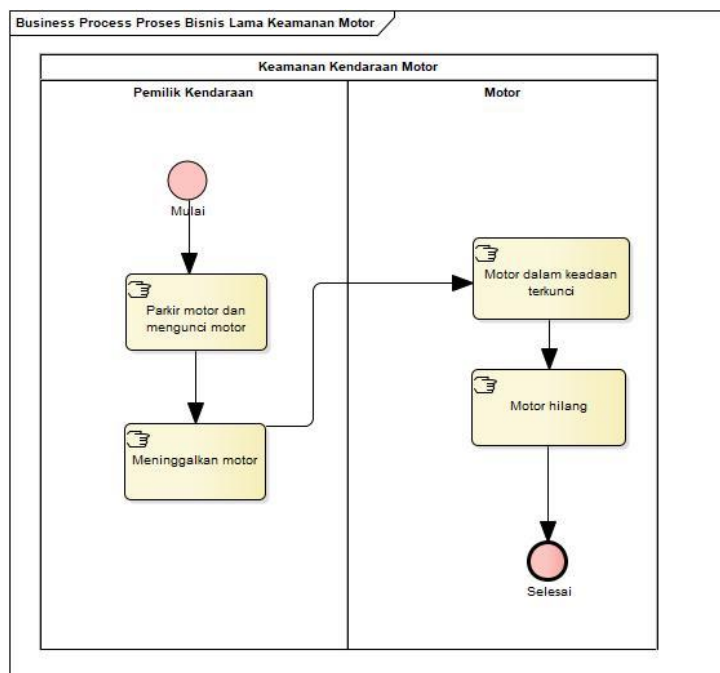 Business Process Proses Bisnis Lama Keamanan Motor
Keamanan Kendaraan Motor
Pemilik Kendaraan
Motor
Mulai
Parkir motor dan
mengunci motor
Meninggalkan motor
Motor dalam keadaan
terkunci
Motor hilang
Selesai